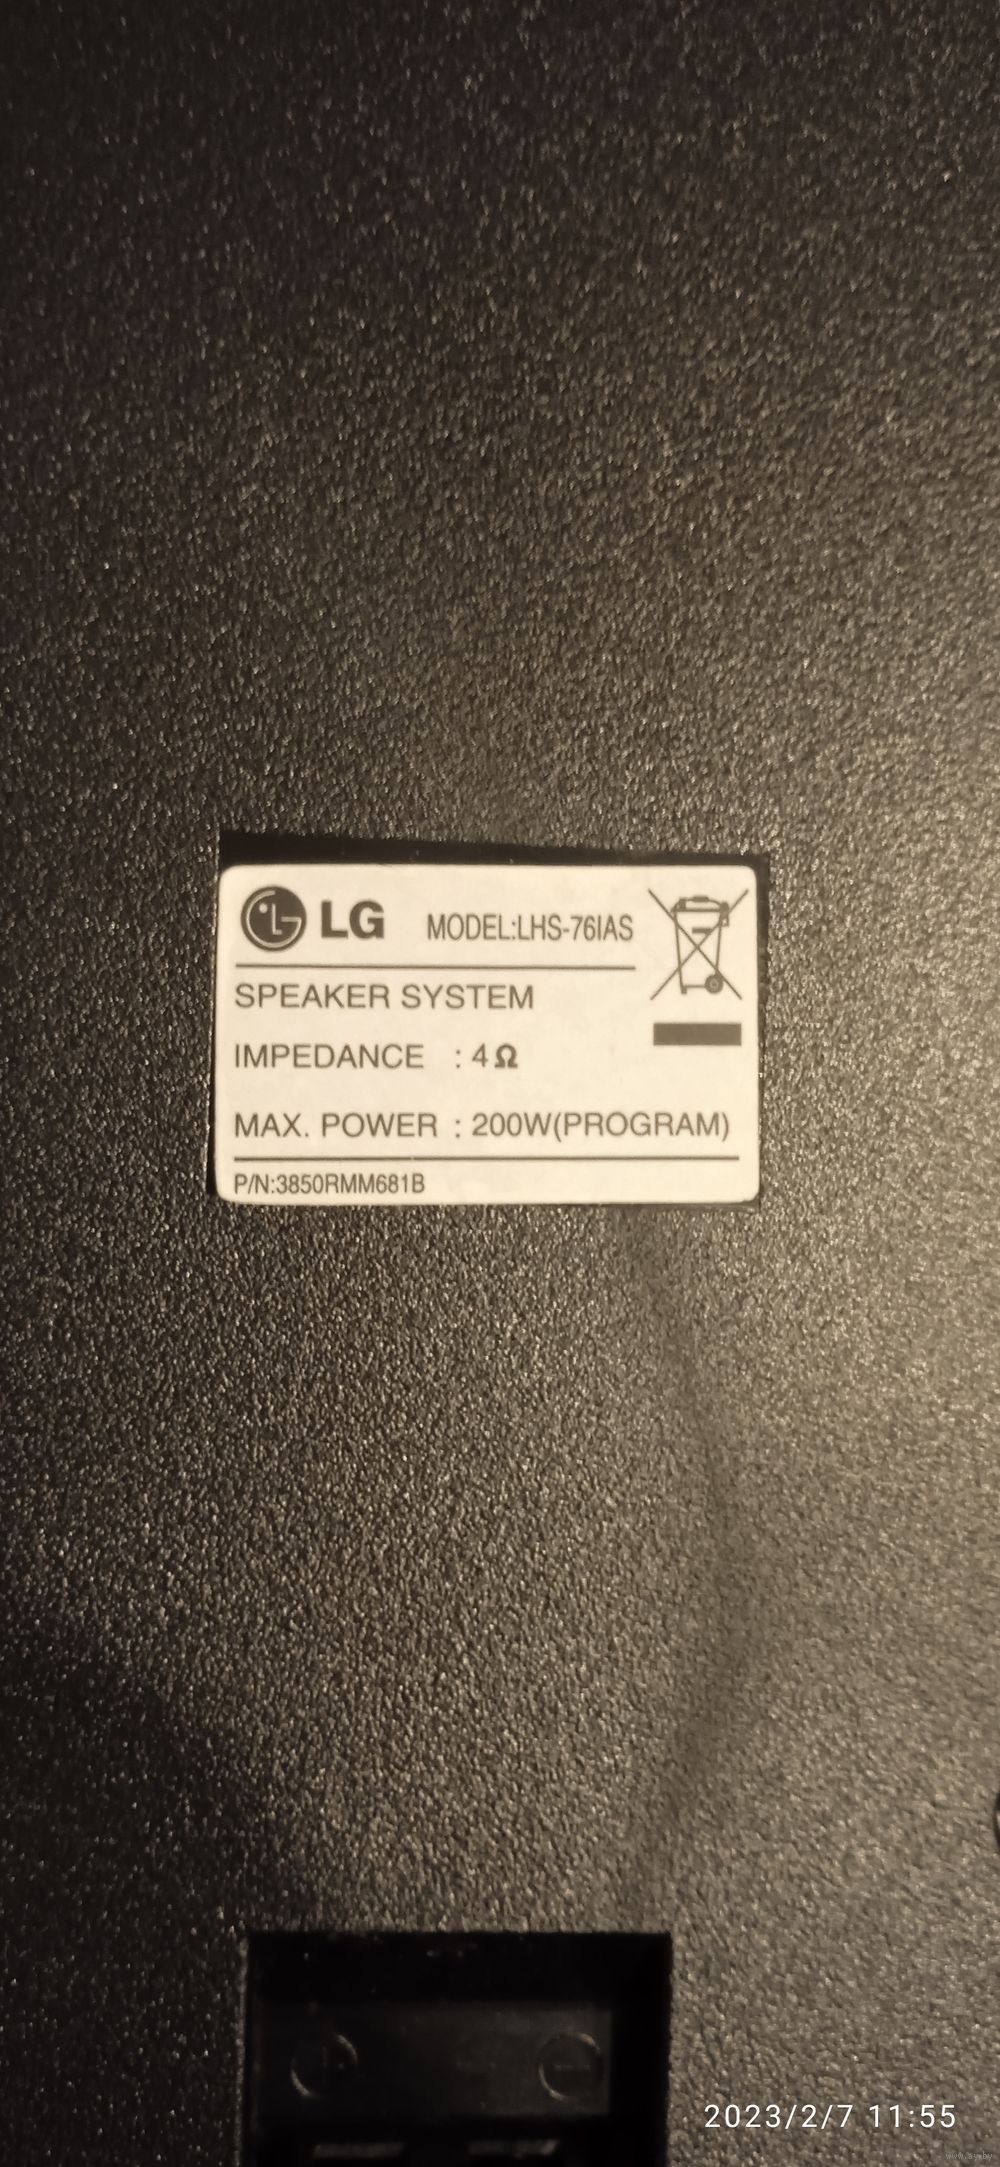 LG MODEL:LHS-76IAS
SPEAKER SYSTEM
IMPEDANCE : 4Ω
MAX. POWER : 200W(PROGRAM)
P/N:3850RMM681B
+ −
2023/2/7 11:55